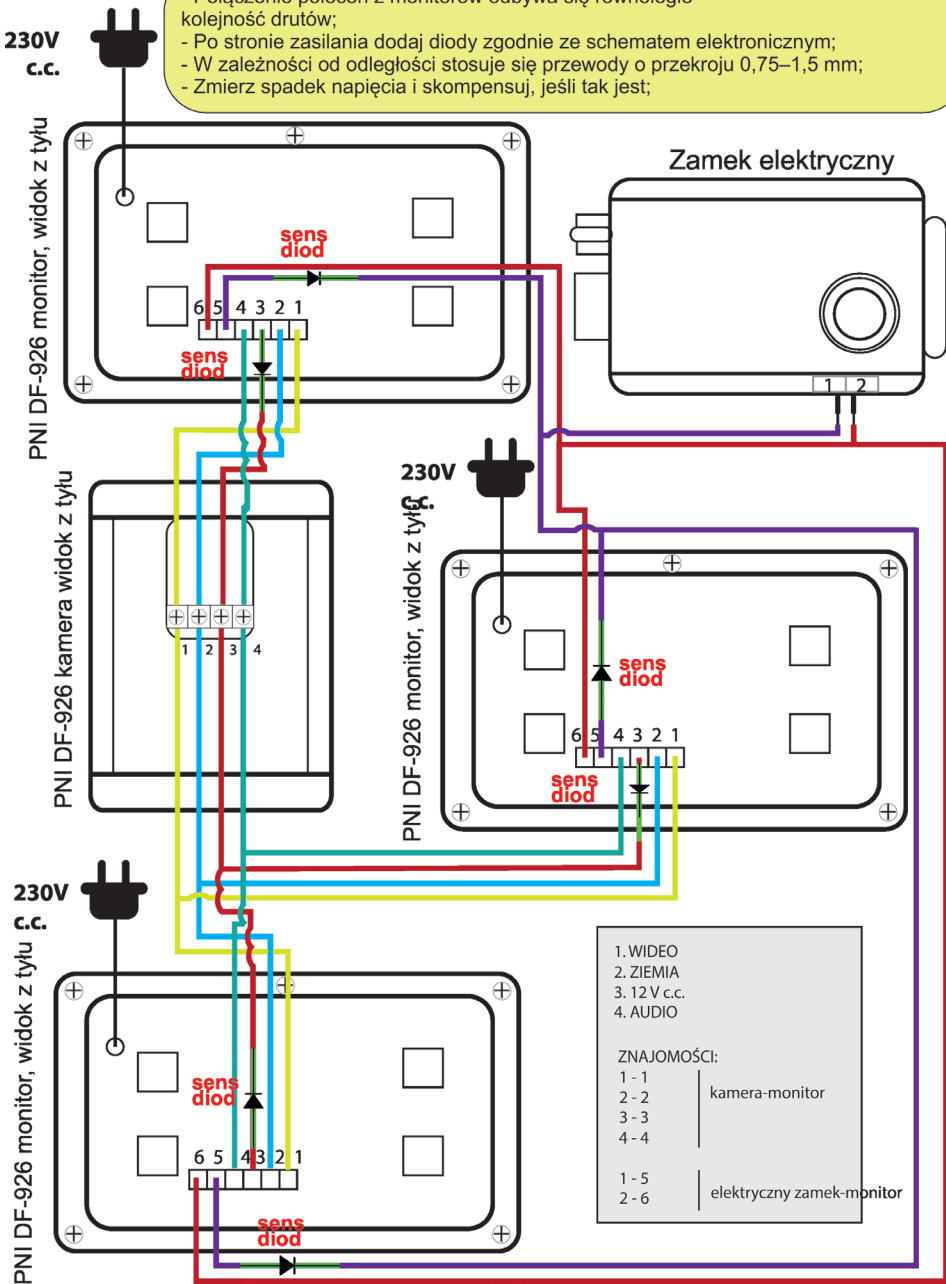 - Połączenie poleceń z monitorów odbywa się równolegle
kolejność drutów;
- Po stronie zasilania dodaj diody zgodnie ze schematem elektronicznym;
- W zależności od odległości stosuje się przewody o przekroju 0,75–1,5 mm;
- Zmierz spadek napięcia i skompensuj, jeśli tak jest;
230V
c.c.
PNI DF-926 monitor, widok z tyłu
sens
diod
6 5 4 3 2 1
sens
diod
Zamek elektryczny
1 2
PNI DF-926 kamera widok z tyłu
1 2 3 4
230V
c.c.
PNI DF-926 monitor, widok z tyłu
sens
diod
6 5 4 3 2 1
sens
diod
230V
c.c.
PNI DF-926 monitor, widok z tyłu
sens
diod
6 5 4 3 2 1
sens
diod
1. WIDEO
2. ZIEMIA
3. 12 V c.c.
4. AUDIO
ZNAJOMOŚCI:
1 - 1
2 - 2
3 - 3
4 - 4
kamera-monitor
1 - 5
2 - 6
elektryczny zamek-monitor